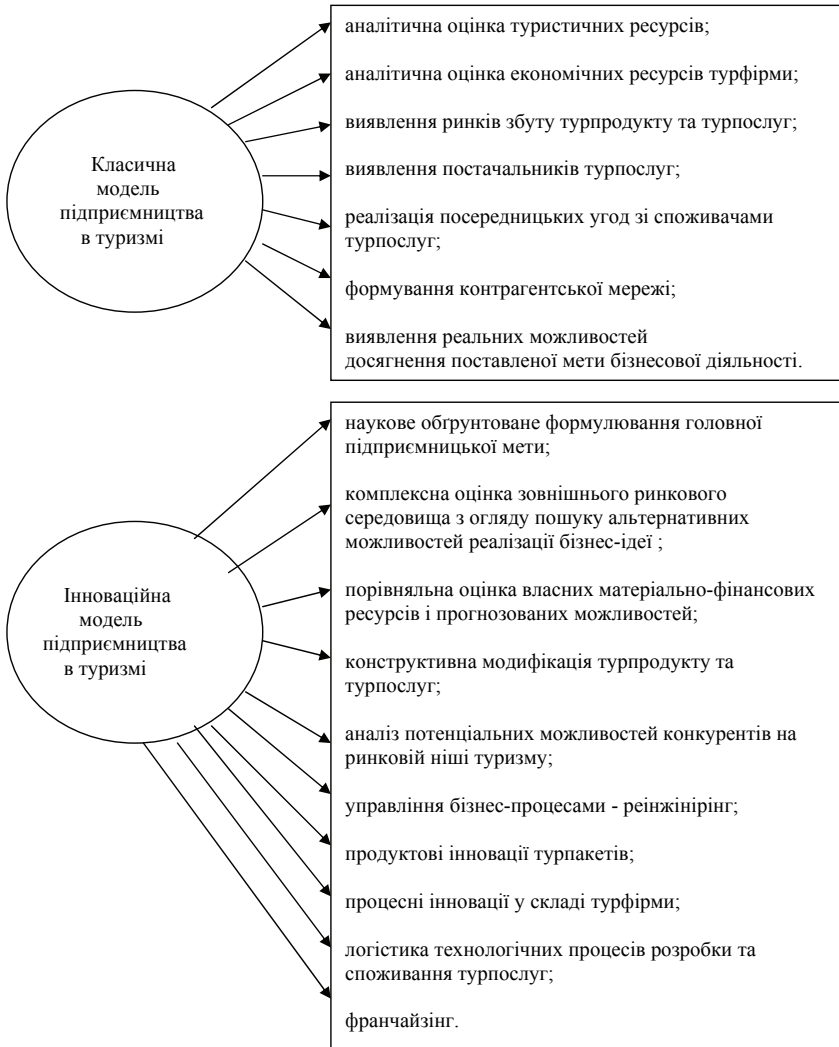 Класична
модель
підприємництва
в туризмі
аналітична оцінка туристичних ресурсів;
аналітична оцінка економічних ресурсів турфірми;
виявлення ринків збуту турпродукту та турпослуг;
виявлення постачальників турпослуг;
реалізація посередницьких угод зі споживачами
турпослуг;
формування контрагентської мережі;
виявлення реальних можливостей
досягнення поставленої мети бізнесової діяльності.
Інноваційна
модель
підприємництва
в туризмі
наукове обґрунтоване формулювання головної
підприємницької мети;
комплексна оцінка зовнішнього ринкового
середовища з огляду пошуку альтернативних
можливостей реалізації бізнес-ідеї ;
порівняльна оцінка власних матеріально-фінансових
ресурсів і прогнозованих можливостей;
конструктивна модифікація турпродукту та
турпослуг;
аналіз потенціальних можливостей конкурентів на
ринковій ніші туризму;
управління бізнес-процесами - реінжінірінг;
продуктові інновації турпакетів;
процесні інновації у складі турфірми;
логістика технологічних процесів розробки та
споживання турпослуг;
франчайзінг.